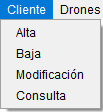 Cliente Drones
Alta
Baja
Modificación
Consulta